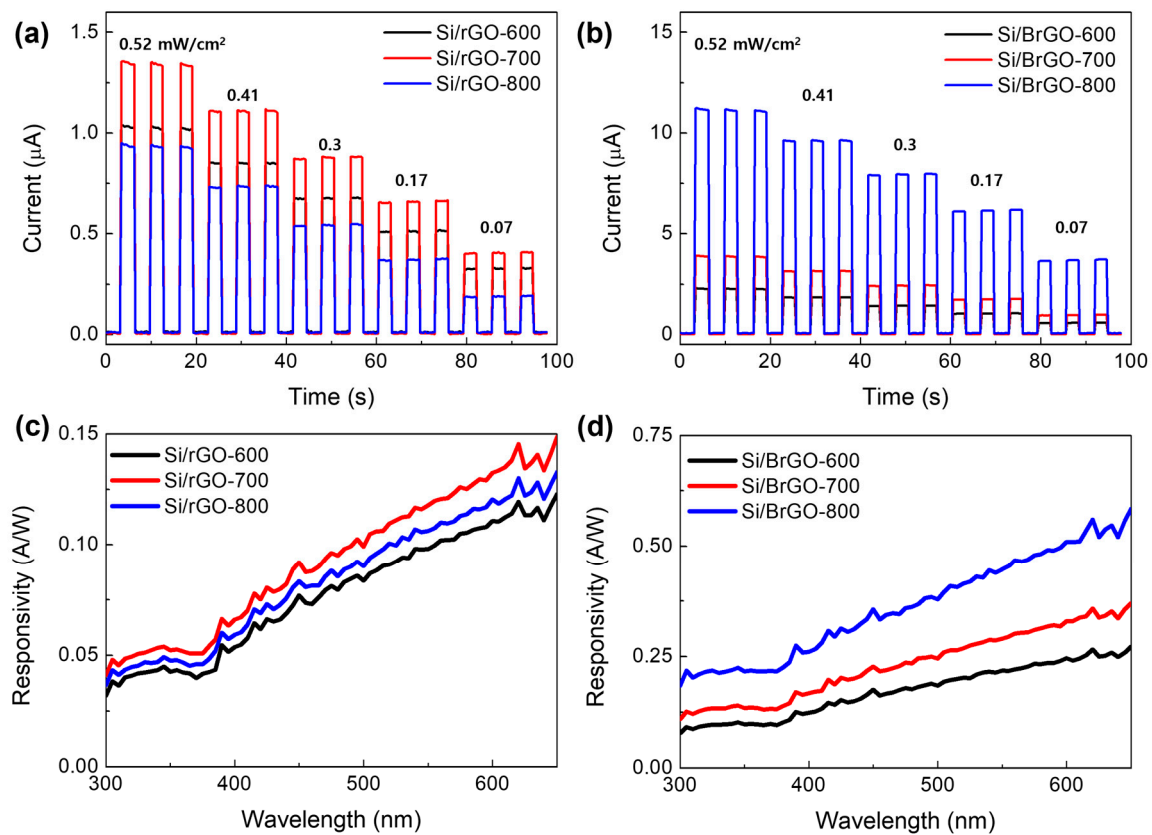 (a)
0.52 mW/cm²
Si/rGO-600
Si/rGO-700
Si/rGO-800
0.41
0.3
0.17
0.07
1.5
1.0
0.5
0.0
Current (μA)
0 20 40 60 80 100
Time (s)
(b)
0.52 mW/cm²
Si/BrGO-600
Si/BrGO-700
Si/BrGO-800
0.41
0.3
0.17
0.07
15
10
5
0
Current (μA)
0 20 40 60 80 100
Time (s)
(c)
Si/rGO-600
Si/rGO-700
Si/rGO-800
0.15
0.10
0.05
0.00
Responsivity (A/W)
300 400 500 600
Wavelength (nm)
(d)
Si/BrGO-600
Si/BrGO-700
Si/BrGO-800
0.75
0.50
0.25
0.00
Responsivity (A/W)
300 400 500 600
Wavelength (nm)